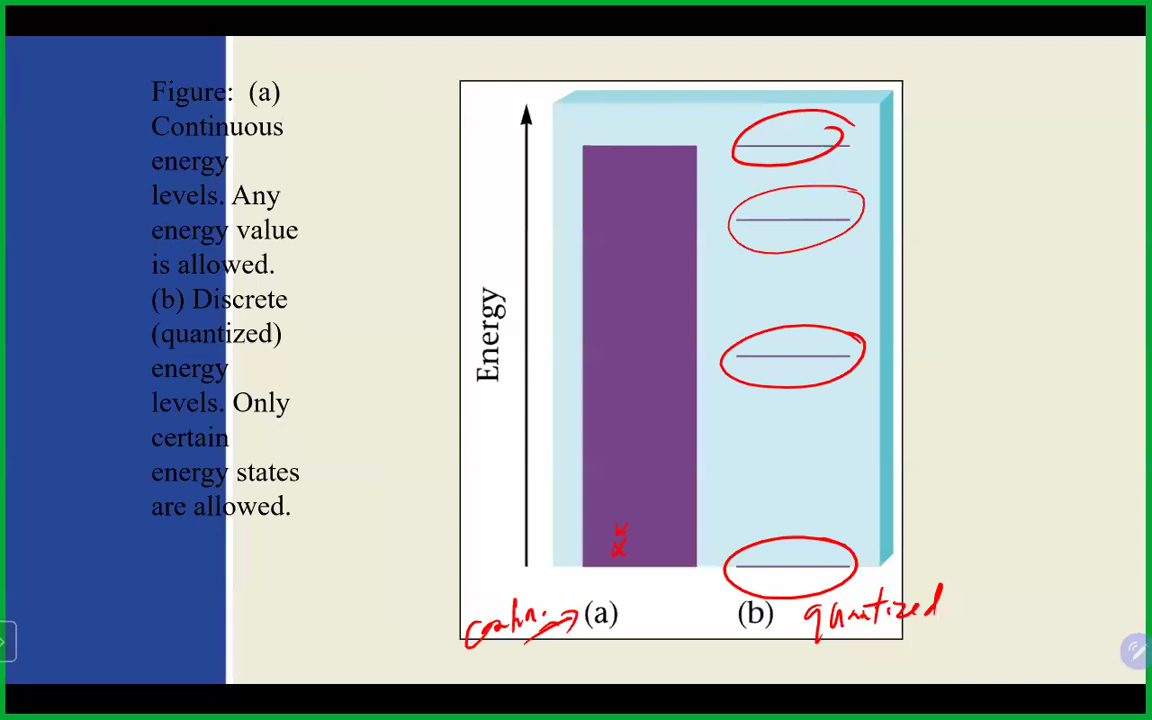 Figure: (a)
Continuous
energy
levels. Any
energy value
is allowed.
(b) Discrete
(quantized)
energy
levels. Only
certain
energy states
are allowed.
Energy
(a)
(b) quantized